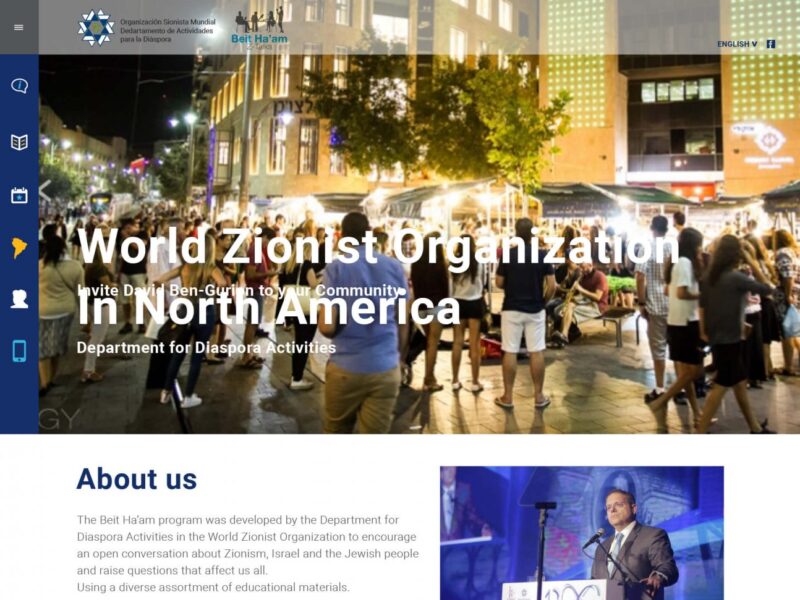 Organización Sionista Mundial
Dedartamento de Actividades
para la Diáspora
Beit Ha'am
ENGLISH
World Zionist Organization
Invite David Ben-Gurion to your Community
In North America
Department for Diaspora Activities
GY
About us
The Beit Ha'am program was developed by the Department for
Diaspora Activities in the World Zionist Organization to encourage
an open conversation about Zionism, Israel and the Jewish people
and raise questions that affect us all.
Using a diverse assortment of educational materials.